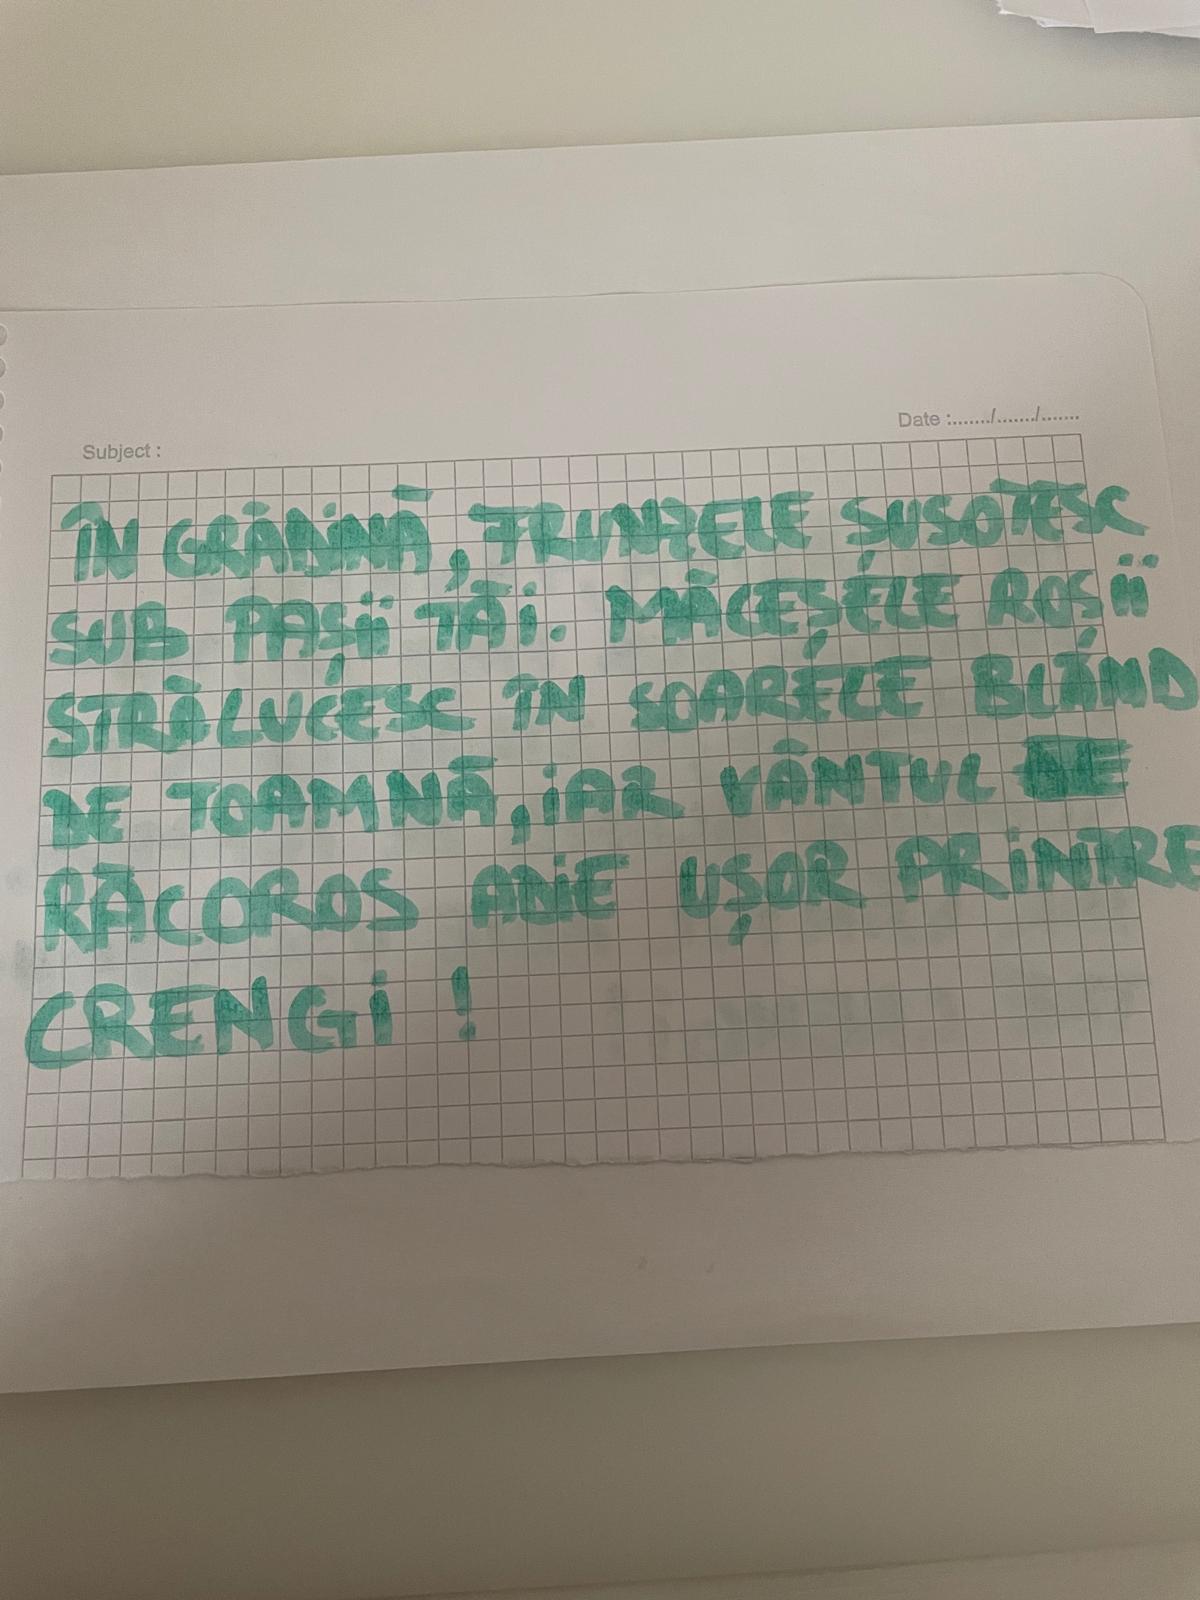 Subject :
Date :......../......./.......
ÎN GRĂDINĂ, FRUNZELE ȘUȘOTESC
SUB PAȘII TĂI. MĂCEȘELE ROȘII
STRĂLUCESC ÎN SOARELE BLÂND
DE TOAMNĂ, IAR VÂNTUL
RĂCOROS ADIE UȘOR PRINTRE
CRENGI !